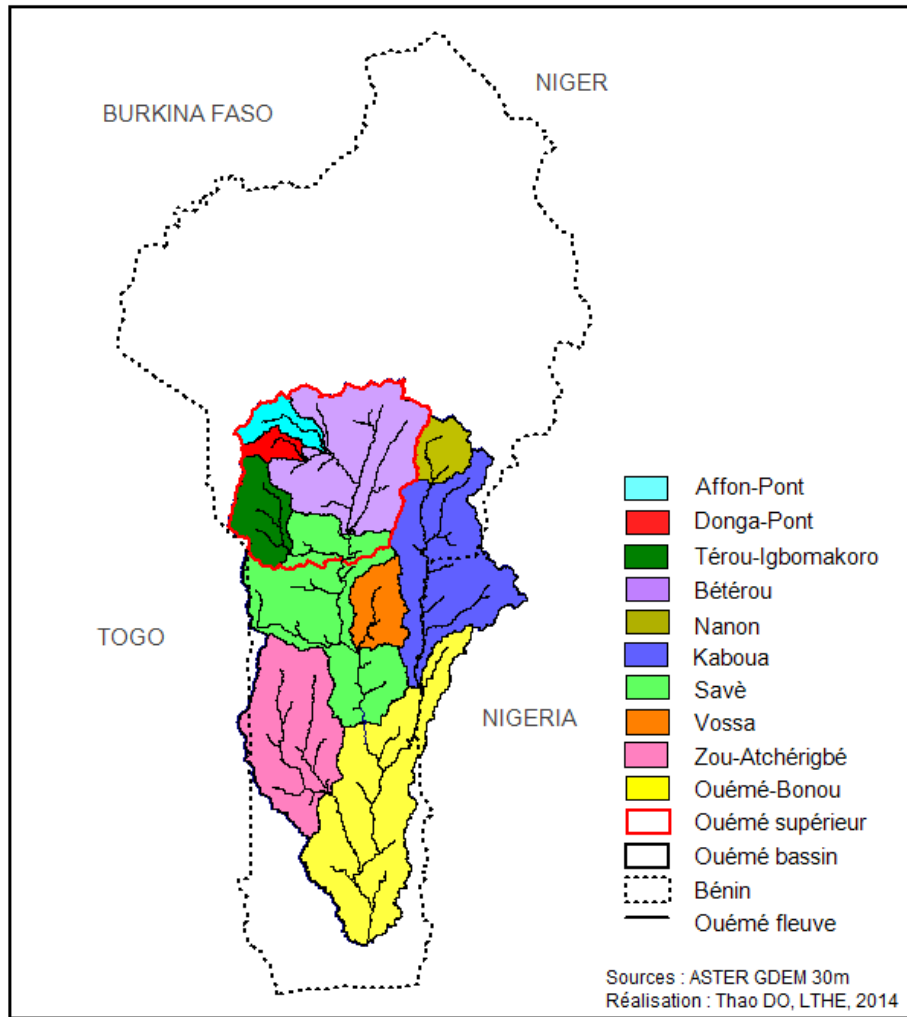 NIGER
BURKINA FASO
TOGO
NIGERIA
Affon-Pont
Donga-Pont
Térou-Igbomakoro
Bétérou
Nanon
Kaboua
Savè
Vossa
Zou-Atchérigbé
Ouémé-Bonou
Ouémé supérieur
Ouémé bassin
Bénin
Ouémé fleuve
Sources : ASTER GDEM 30m
Réalisation : Thao DO, LTHE, 2014